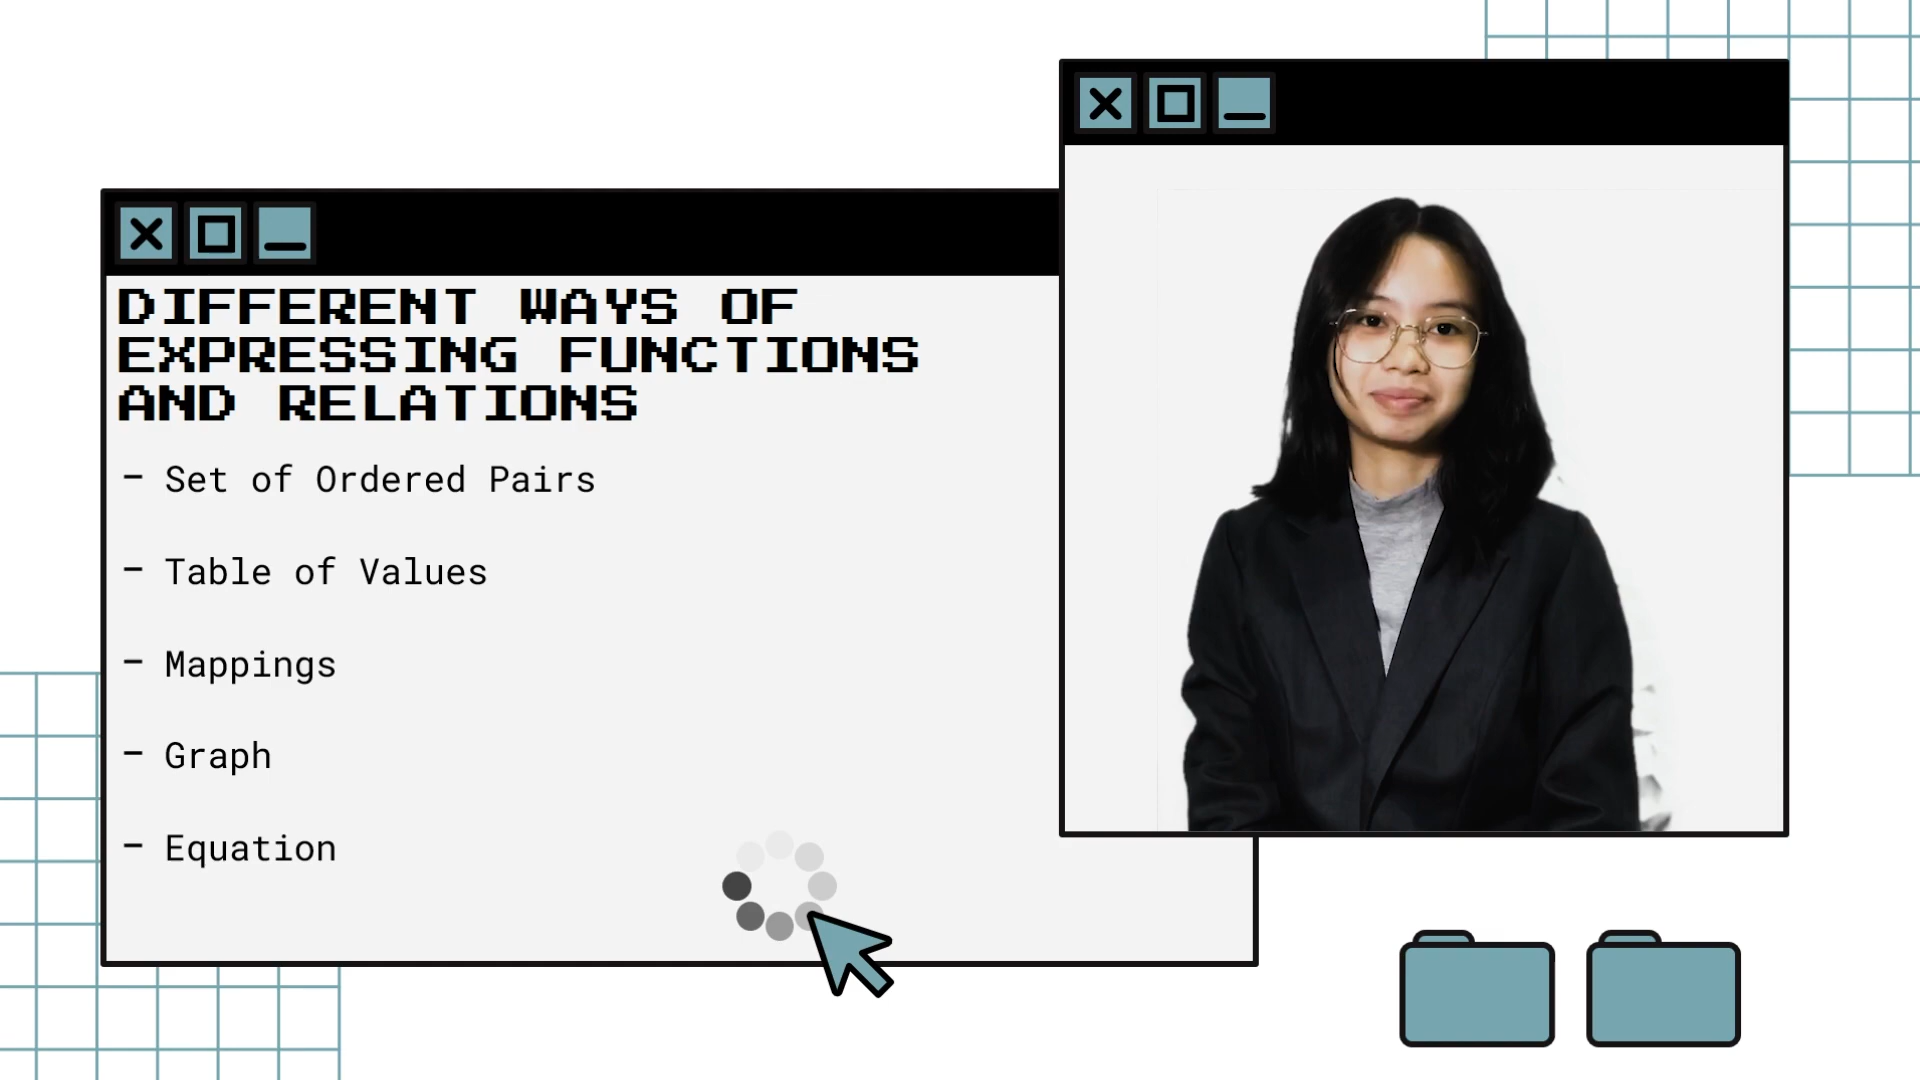 DIFFERENT WAYS OF
EXPRESSING FUNCTIONS
AND RELATIONS
- Set of Ordered Pairs
- Table of Values
- Mappings
- Graph
- Equation